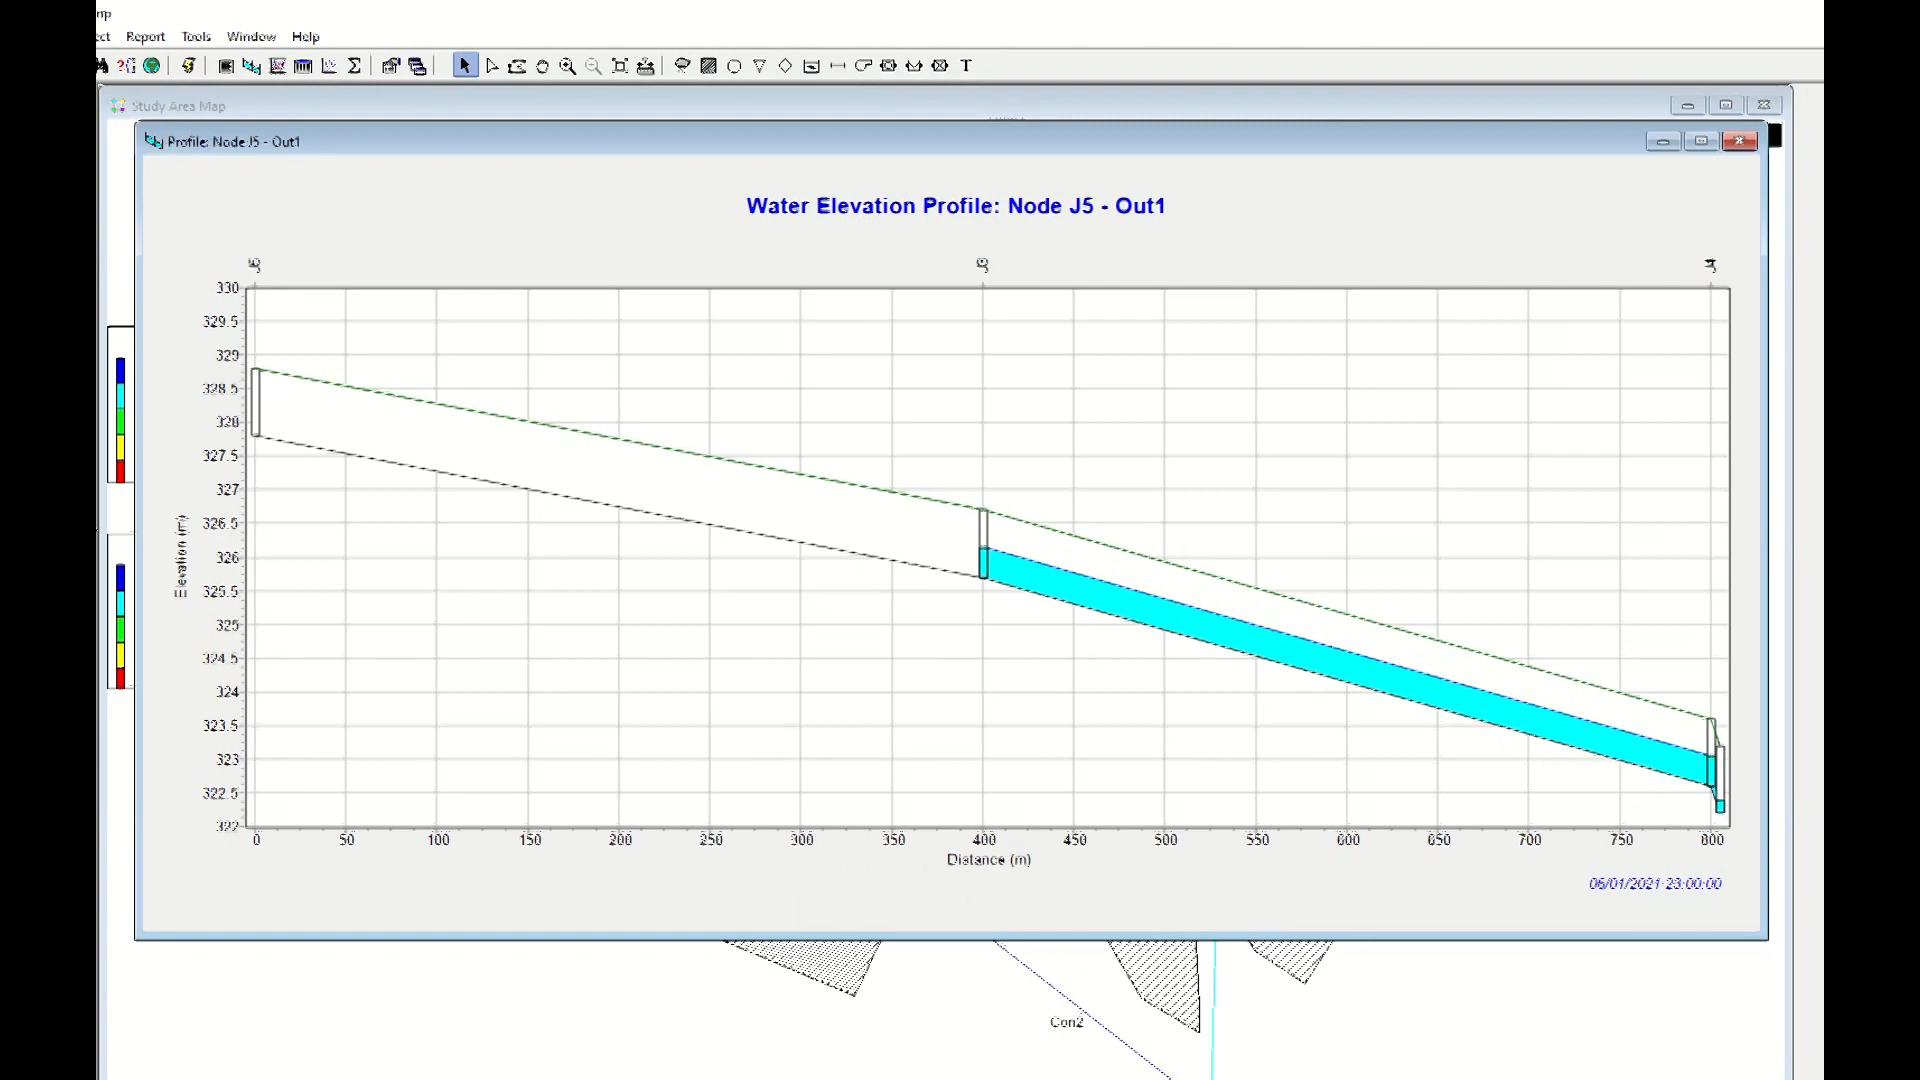 Report Tools Window Help
Study Area Map
Profile: Node J5 - Out1
Water Elevation Profile: Node J5 - Out1
330
329.5
329
328.5
328
327.5
327
326.5
326
325.5
325
324.5
324
323.5
323
322.5
322
Elevation (m)
0 50 100 150 200 250 300 350 400 450 500 550 600 650 700 750 800
Distance (m)
06/01/2021 23:00:00
Con2